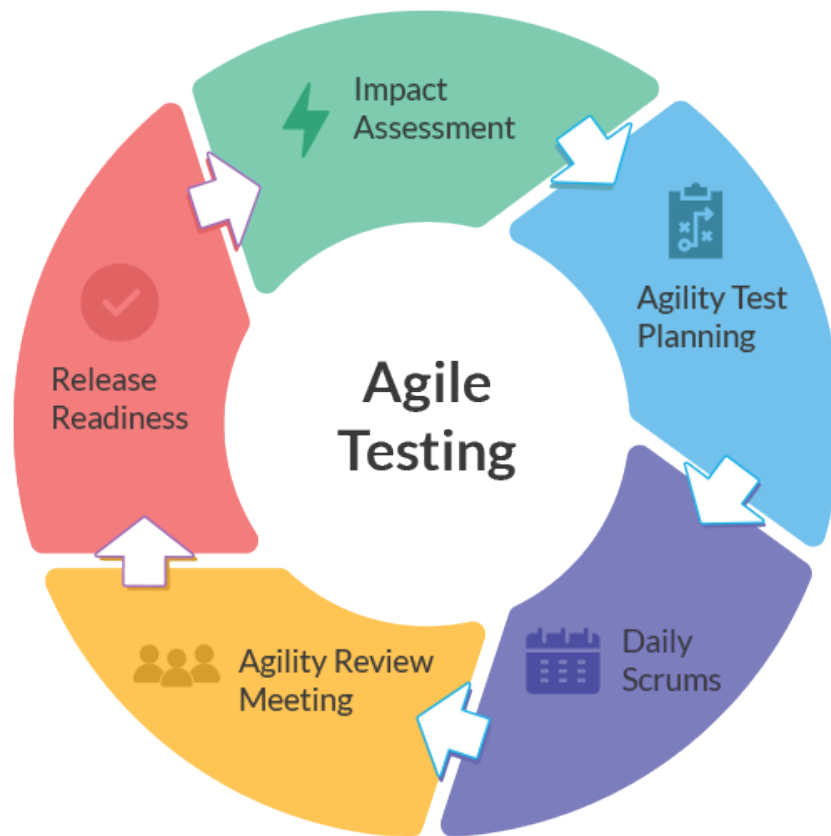 Impact
Assessment
Agility Test
Planning
Daily
Scrums
Agility Review
Meeting
Release
Readiness
Agile
Testing